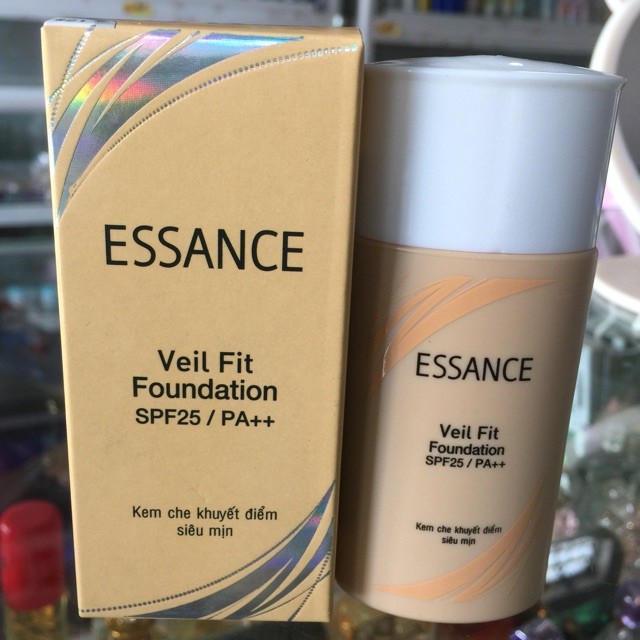 ESSANCE
Veil Fit
Foundation
SPF25 / PA++
Kem che khuyết điểm
siêu mịn
ESSANCE
Veil Fit
Foundation
SPF25 / PA++
Kem che khuyết điểm
siêu mịn